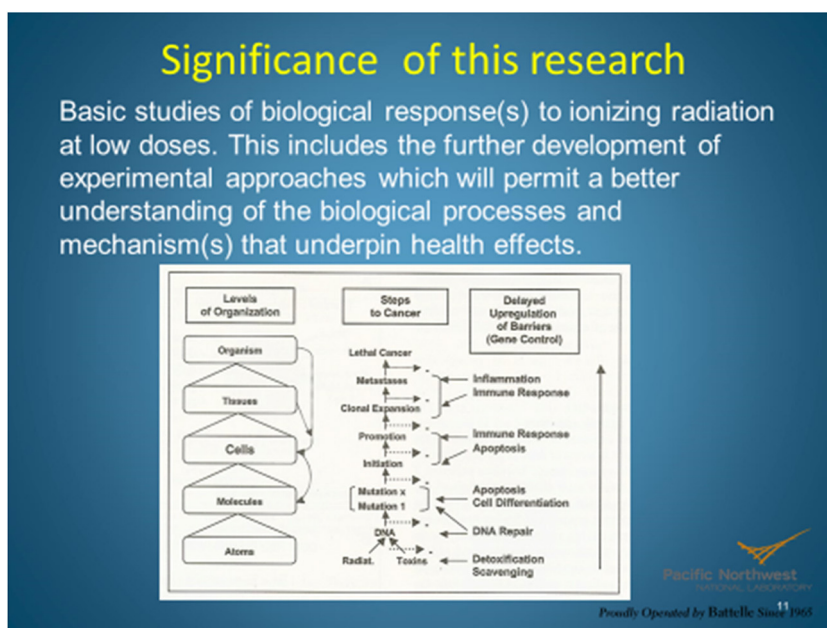 Significance of this research
Basic studies of biological response(s) to ionizing radiation
at low doses. This includes the further development of
experimental approaches which will permit a better
understanding of the biological processes and
mechanism(s) that underpin health effects.
Levels
of Organization
Organism
Tissues
Cells
Molecules
Atoms
Steps
to Cancer
Lethal Cancer
Metastases
Clonal Expansion
Promotion
Initiation
Mutation x
Mutation 1
DNA
Radiat. Toxins
Delayed
Upregulation
of Barriers
(Gene Control)
Inflammation
Immune Response
Immune Response
Apoptosis
Apoptosis
Cell Differentiation
DNA Repair
Detoxification
Scavenging
Pacific Northwest
NATIONAL LABORATORY
11
Proudly Operated by Battelle Since 1965